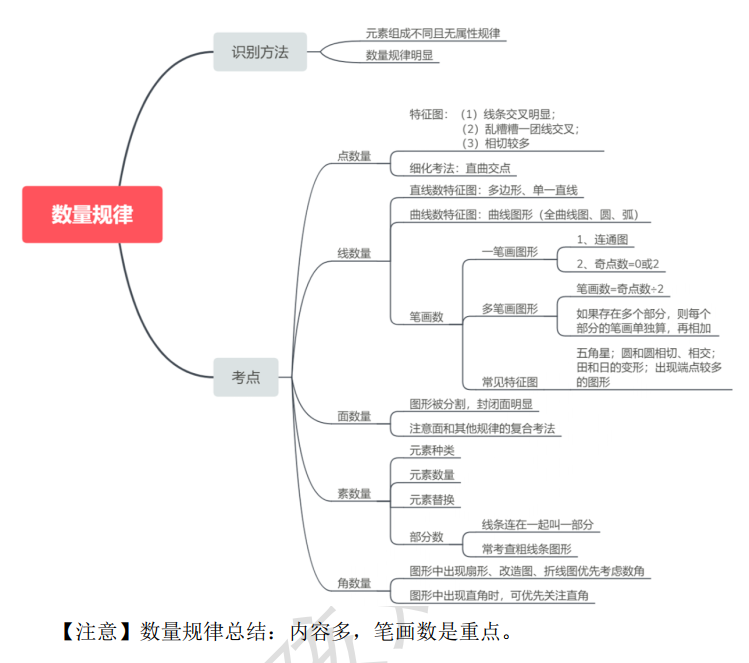 数量规律
识别方法
元素组成不同且无属性规律
数量规律明显
考点
点数量
特征图：（1）线条交叉明显；
（2）乱糟糟一团线交叉；
（3）相切较多
细化考法：直曲交点
线数量
直线数特征图：多边形、单一直线
曲线数特征图：曲线图形（全曲线图、圆、弧）
笔画数
一笔画图形
1、连通图
2、奇点数=0或2
多笔画图形
笔画数=奇点数÷2
如果存在多个部分，则每个
部分的笔画单独算，再相加
常见特征图
五角星；圆和圆相切、相交；
田和日的变形；出现端点较多
的图形
面数量
图形被分割，封闭面明显
注意面和其他规律的复合考法
素数量
元素种类
元素数量
元素替换
部分数
线条连在一起叫一部分
常考查粗线条图形
角数量
图形中出现扇形、改造图、折线图优先考虑数角
图形中出现直角时，可优先关注直角
【注意】数量规律总结：内容多，笔画数是重点。